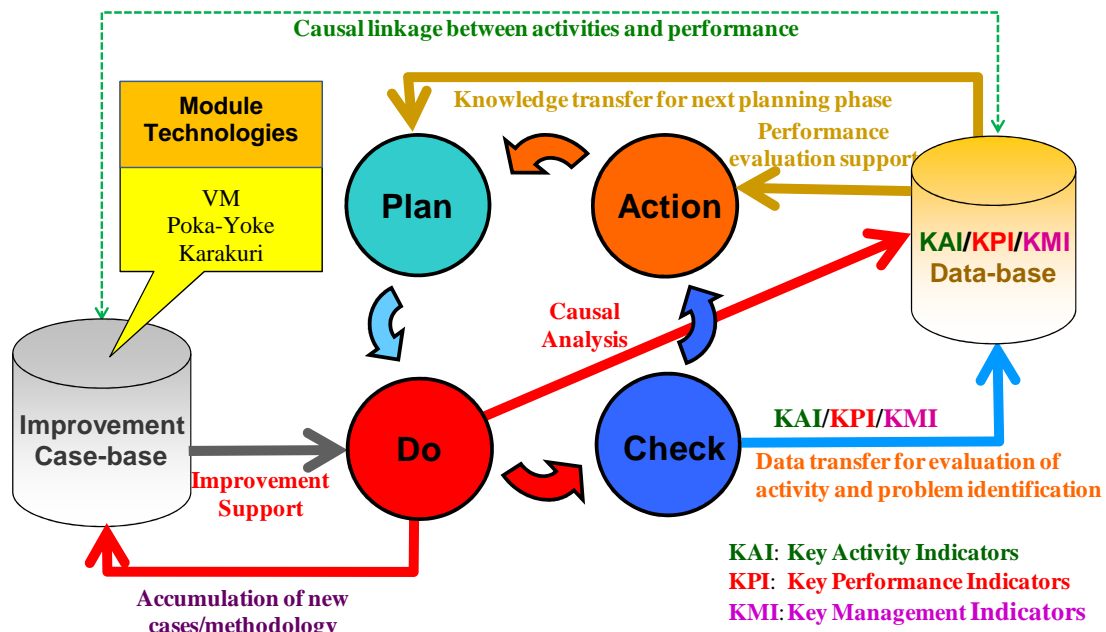 Causal linkage between activities and performance
Module
Technologies
VM
Poka-Yoke
Karakuri
Knowledge transfer for next planning phase
Performance
evaluation support
Plan
Action
KAI/KPI/KMI
Data-base
Causal
Analysis
Improvement
Case-base
Do
Check
KAI/KPI/KMI
Improvement
Support
Data transfer for evaluation of
activity and problem identification
Accumulation of new
cases/methodology
KAI: Key Activity Indicators
KPI: Key Performance Indicators
KMI: Key Management Indicators